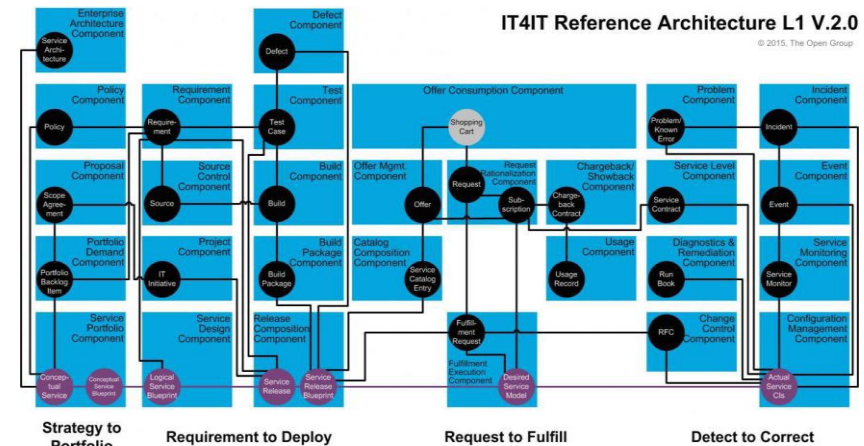 IT4IT Reference Architecture L1 V.2.0
© 2015, The Open Group
Enterprise
Architecture
Component
Service
Archi-
tecture
Defect
Component
Defect
Policy
Component
Policy
Requirement
Component
Require-
ment
Test
Component
Test
Case
Offer Consumption Component
Shopping
Cart
Problem
Component
Problem/
Known
Error
Incident
Component
Incident
Proposal
Component
Scope
Agree-
ment
Source
Control
Component
Source
Build
Component
Build
Offer Mgmt.
Component
Offer
Request
Rationalization
Component
Request
Sub-
scription
Chargeback/
Showback
Component
Charge-
back
Contract
Service Level
Component
Service
Contract
Event
Component
Event
Portfolio
Demand
Component
Portfolio
Backlog
Item
Project
Component
IT
Initiative
Build
Package
Component
Build
Package
Catalog
Composition
Component
Service
Catalog
Entry
Usage
Component
Usage
Record
Diagnostics &
Remediation
Component
Run
Book
Service
Monitoring
Component
Service
Monitor
Service
Portfolio
Component
Concep-
tual
Service
Conceptual
Service
Blueprint
Service
Design
Component
Logical
Service
Blueprint
Release
Composition
Component
Service
Release
Service
Release
Blueprint
Fulfill-
ment
Request
Fulfillment
Execution
Component
Desired
Service
Model
Change
Control
Component
RFC
Configuration
Management
Component
Actual
Service
CIs
Strategy to
Portfolio
Requirement to Deploy
Request to Fulfill
Detect to Correct